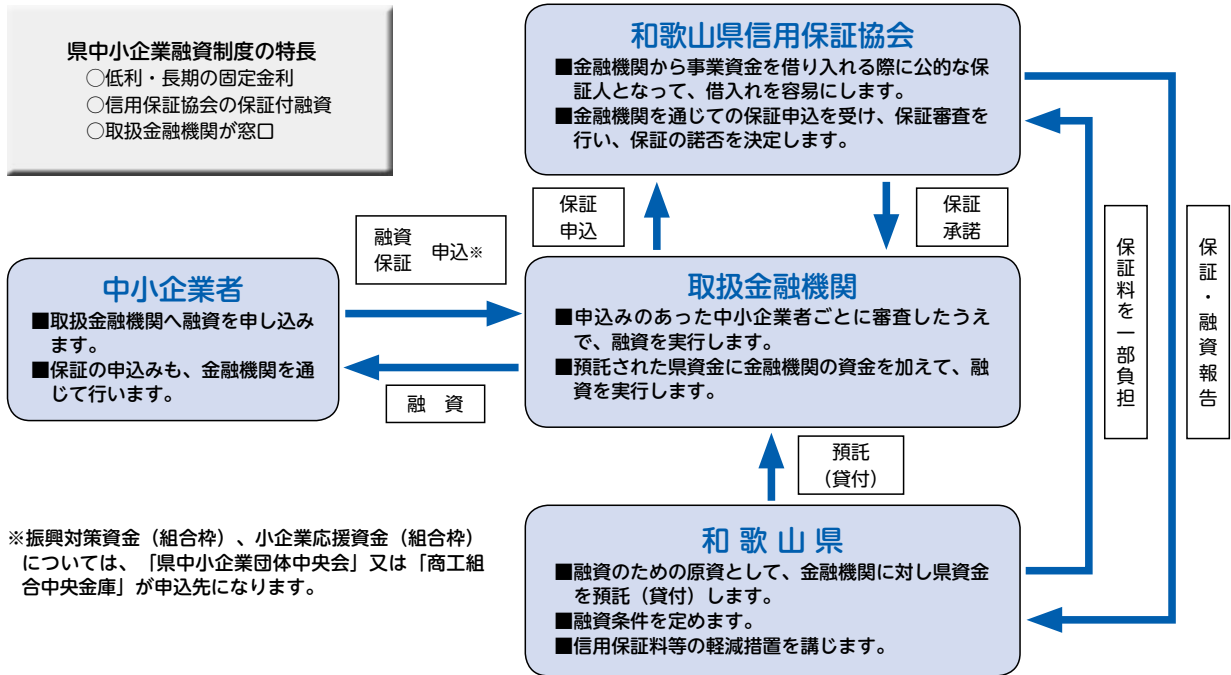 県中小企業融資制度の特長
○低利・長期の固定金利
○信用保証協会の保証付融資
○取扱金融機関が窓口
和歌山県信用保証協会
■金融機関から事業資金を借り入れる際に公的な保
証人となって、借入れを容易にします。
■金融機関を通じての保証申込を受け、保証審査を
行い、保証の諾否を決定します。
融資
保証
申込※
保証
申込
保証
承諾
中小企業者
■取扱金融機関へ融資を申し込み
ます。
■保証の申込みも、金融機関を通
じて行います。
融　資
取扱金融機関
■申込みのあった中小企業者ごとに審査したうえ
で、融資を実行します。
■預託された県資金に金融機関の資金を加えて、融
資を実行します。
保証料を一部負担
保証・融資報告
預託
（貸付）
和 歌 山 県
■融資のための原資として、金融機関に対し県資金
を預託（貸付）します。
■融資条件を定めます。
■信用保証料等の軽減措置を講じます。
※振興対策資金（組合枠）、小企業応援資金（組合枠）
については、「県中小企業団体中央会」又は「商工組
合中央金庫」が申込先になります。